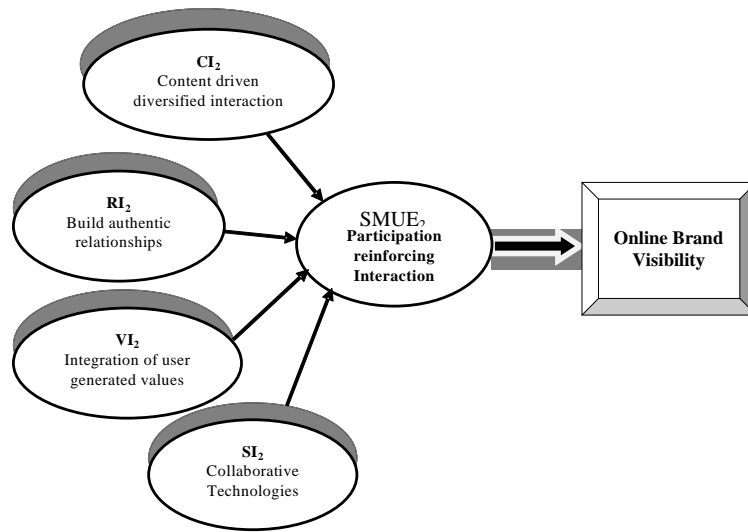 CI₂
Content driven
diversified interaction
RI₂
Build authentic
relationships
VI₂
Integration of user
generated values
SI₂
Collaborative
Technologies
SMUE₂
Participation
reinforcing
Interaction
Online Brand
Visibility